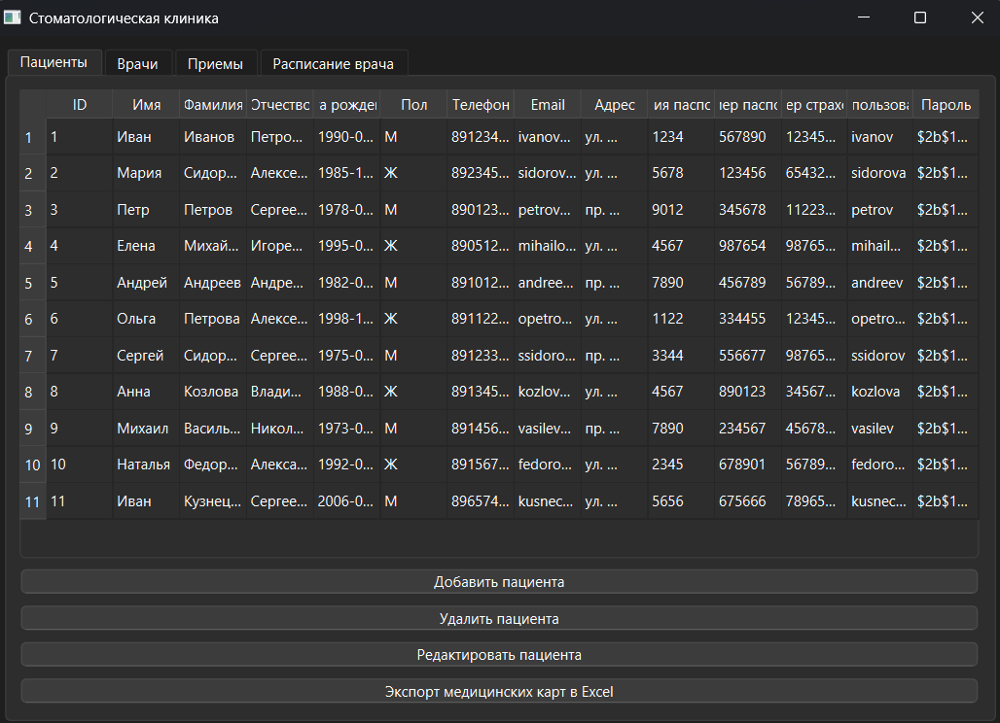 Стоматологическая клиника
Пациенты Врачи Приемы Расписание врача
ID Имя Фамилия Отчество а рожде Пол Телефон Email Адрес ия паспо ер паспо ер страхо пользова Пароль
1 1 Иван Иванов Петро... 1990-0... М 891234... ivanov... ул. ... 1234 567890 12345... ivanov $2b$1...
2 2 Мария Сидор... Алексе... 1985-1... Ж 892345... sidorov... ул. ... 5678 123456 65432... sidorova $2b$1...
3 3 Петр Петров Сергее... 1978-0... М 890123... petrov... пр. ... 9012 345678 11223... petrov $2b$1...
4 4 Елена Михай... Игоре... 1995-0... Ж 890512... mihailo... ул. ... 4567 987654 98765... mihail... $2b$1...
5 5 Андрей Андреев Андре... 1982-0... М 891012... andree... пр. ... 7890 456789 56789... andreev $2b$1...
6 6 Ольга Петрова Алексе... 1998-1... Ж 891122... opetro... ул. ... 1122 334455 12345... opetro... $2b$1...
7 7 Сергей Сидор... Сергее... 1975-0... М 891233... ssidoro... пр. ... 3344 556677 98765... ssidorov $2b$1...
8 8 Анна Козлова Влади... 1988-0... Ж 891345... kozlov... ул. ... 4567 890123 34567... kozlova $2b$1...
9 9 Михаил Василь... Никол... 1973-0... М 891456... vasilev... пр. ... 7890 234567 45678... vasilev $2b$1...
10 10 Наталья Федор... Алекса... 1992-0... Ж 891567... fedoro... ул. ... 2345 678901 56789... fedoro... $2b$1...
11 11 Иван Кузнец... Сергее... 2006-0... М 896574... kusnec... ул. ... 5656 675666 78965... kusnec... $2b$1...
Добавить пациента
Удалить пациента
Редактировать пациента
Экспорт медицинских карт в Excel